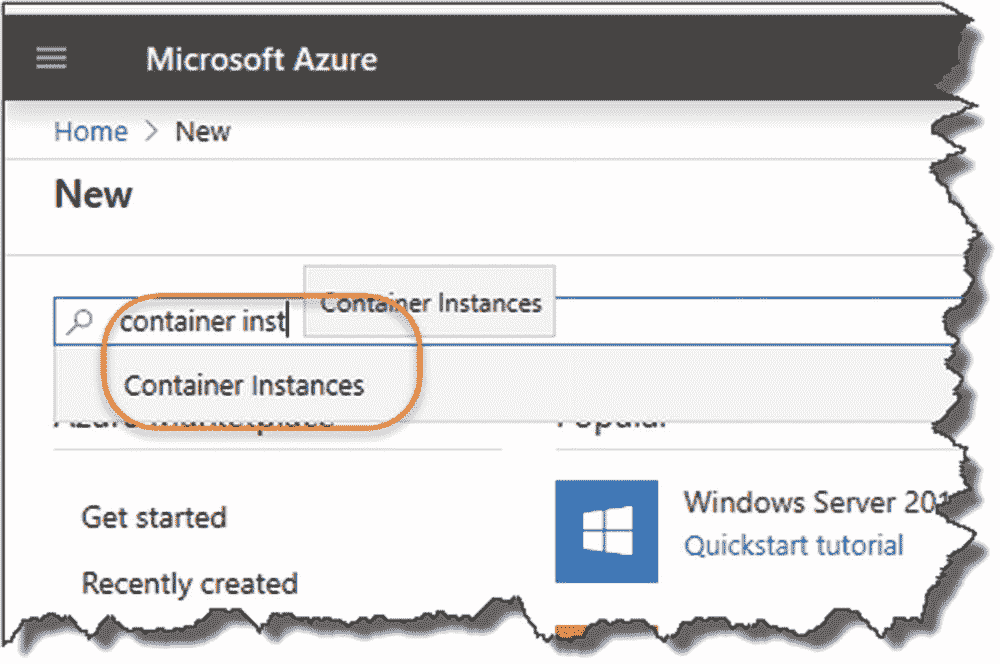 Microsoft Azure
Home > New
New
Container Instances
container inst
Container Instances
Azure Marketplace
Popular
Get started
Recently created
Windows Server 201
Quickstart tutorial